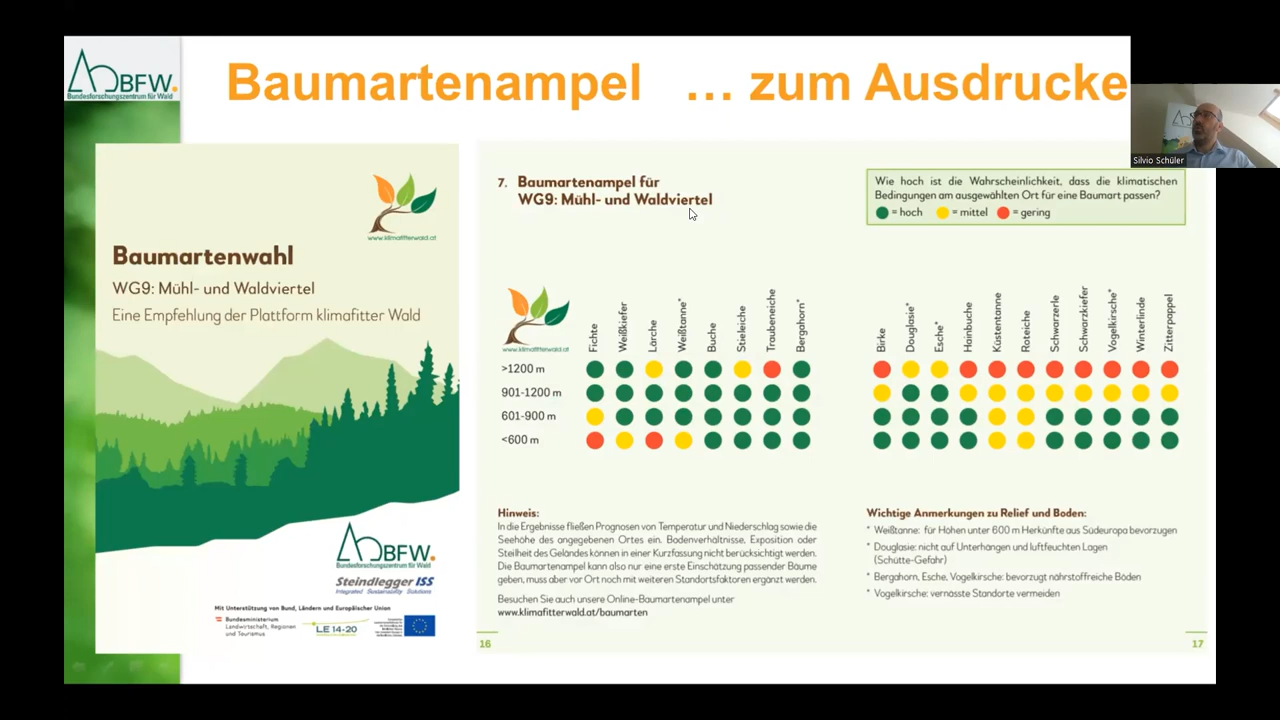 BFW.
Bundesforschungszentrum für Wald
Baumartenampel ... zum Ausdrucke
Silvio Schüler
www.klimafitterwald.at
Baumartenwahl
WG9: Mühl- und Waldviertel
Eine Empfehlung der Plattform klimafitter Wald
BFW.
Bundesforschungszentrum für Wald
Steindlegger ISS
Integrated Sustainability Solutions
Mit Unterstützung von Bund, Ländern und Europäischer Union
Bundesministerium
Landwirtschaft, Regionen
und Tourismus
LE 14-20
7. Baumartenampel für
WG9: Mühl- und Waldviertel
Wie hoch ist die Wahrscheinlichkeit, dass die klimatischen
Bedingungen am ausgewählten Ort für eine Baumart passen?
= hoch = mittel = gering
www.klimafitterwald.at
Fichte
Weißkiefer
Lärche
Weißtanne*
Buche
Stieleiche
Traubeneiche
Bergahorn*
Birke
Douglasie*
Esche*
Hainbuche
Küstentanne
Roteiche
Schwarzerle
Schwarzkiefer
Vogelkirsche*
Winterlinde
Zitterpappel
>1200 m
901-1200 m
601-900 m
<600 m
Hinweis:
In die Ergebnisse fließen Prognosen von Temperatur und Niederschlag sowie die
Seehöhe des angegebenen Ortes ein. Bodenverhältnisse, Exposition oder
Steilheit des Geländes können in einer Kurzfassung nicht berücksichtigt werden.
Die Baumartenampel kann also nur eine erste Einschätzung passender Bäume
geben, muss aber vor Ort noch mit weiteren Standortsfaktoren ergänzt werden.
Besuchen Sie auch unsere Online-Baumartenampel unter
www.klimafitterwald.at/baumarten
16
Wichtige Anmerkungen zu Relief und Boden:
* Weißtanne: für Höhen unter 600 m Herkünfte aus Südeuropa bevorzugen
* Douglasie: nicht auf Unterhängen und luftfeuchten Lagen
(Schütte-Gefahr)
* Bergahorn, Esche, Vogelkirsche: bevorzugt nährstoffreiche Böden
* Vogelkirsche: vernässte Standorte vermeiden
17